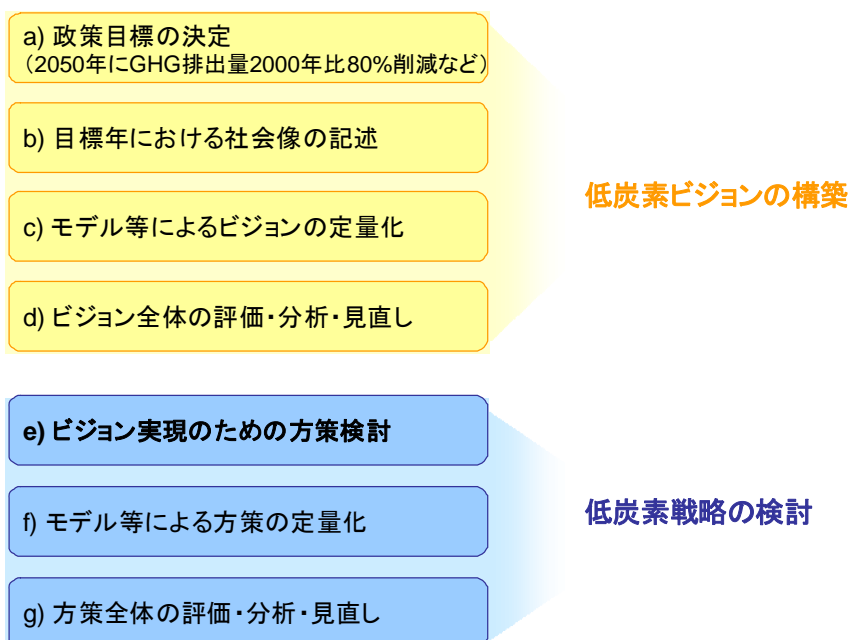 a) 政策目標の決定
（2050年にGHG排出量2000年比80%削減など）
b) 目標年における社会像の記述
c) モデル等によるビジョンの定量化
d) ビジョン全体の評価・分析・見直し
低炭素ビジョンの構築
e) ビジョン実現のための方策検討
f) モデル等による方策の定量化
g) 方策全体の評価・分析・見直し
低炭素戦略の検討